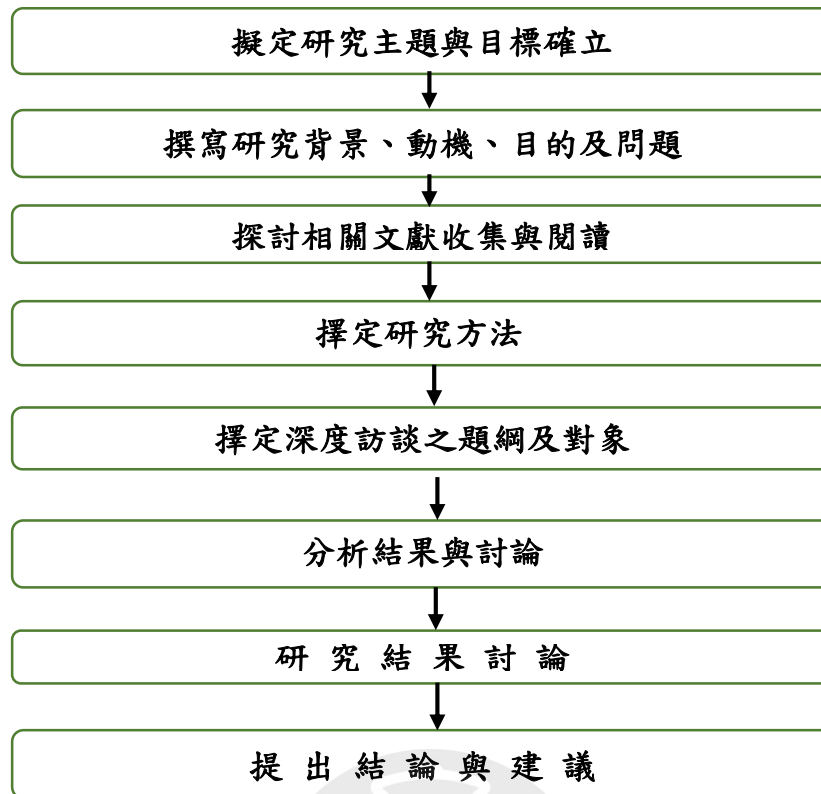 擬定研究主題與目標確立
撰寫研究背景、動機、目的及問題
探討相關文獻收集與閱讀
擇定研究方法
擇定深度訪談之題綱及對象
分析結果與討論
研 究 結 果 討 論
提 出 結 論 與 建 議